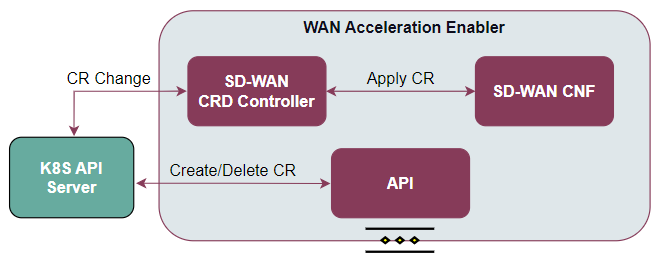 WAN Acceleration Enabler
CR Change
SD-WAN
CRD Controller
Apply CR
SD-WAN CNF
K8S API
Server
Create/Delete CR
API